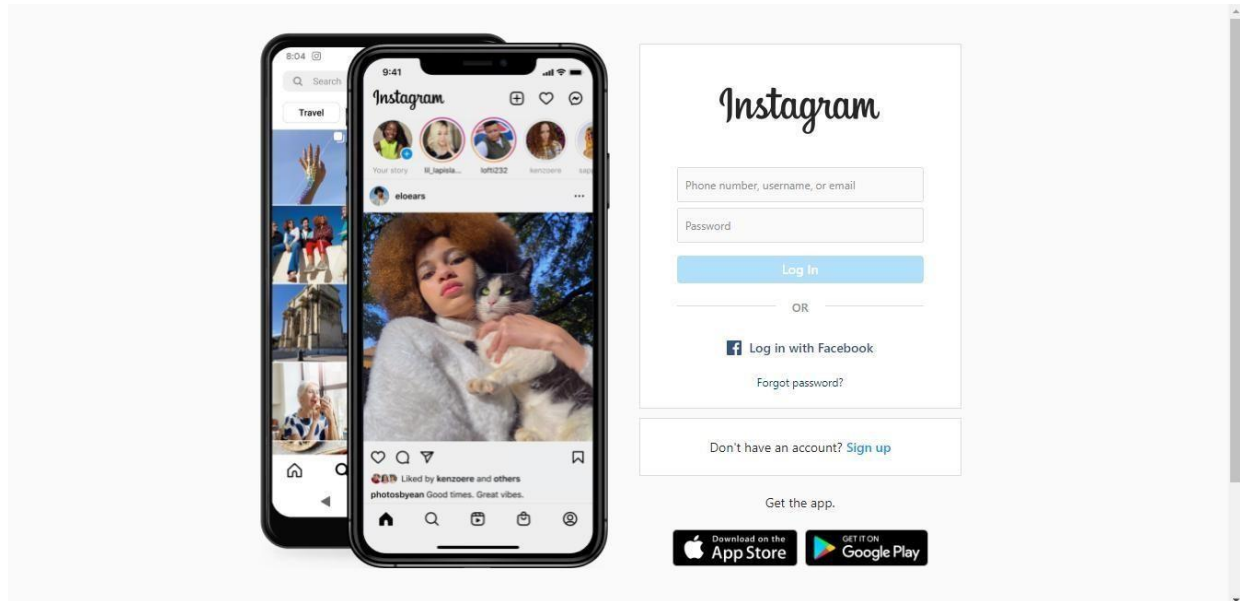 8:04
Search
Travel
9:41
Instagram
Your story
lil_lapisla...
lofti232
kenzoere
sap
eloears
Liked by kenzoere and others
photosbyean Good times. Great vibes.
Instagram
Phone number, username, or email
Password
Log In
OR
Log in with Facebook
Forgot password?
Don't have an account? Sign up
Get the app.
Download on the
App Store
GET IT ON
Google Play